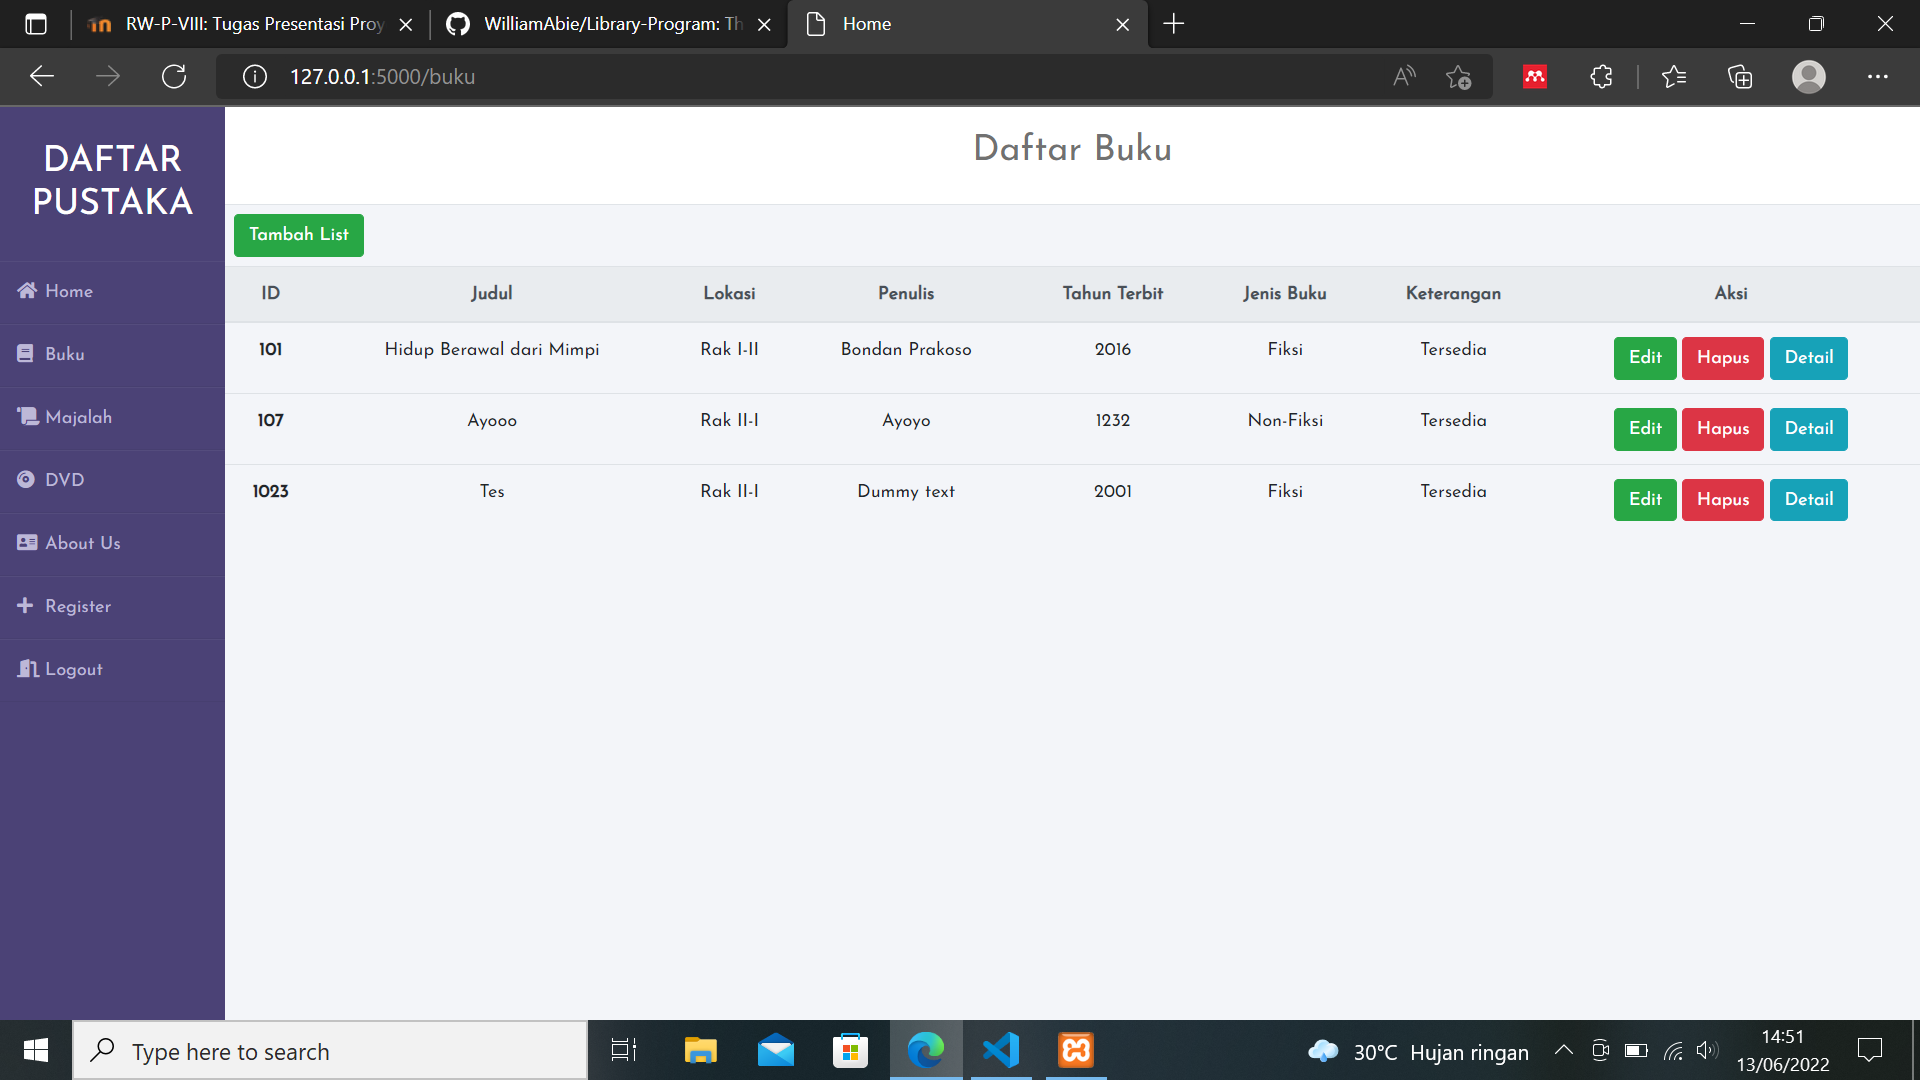 RW-P-VIII: Tugas Presentasi Proy
WilliamAbie/Library-Program: Th
Home
127.0.0.1:5000/buku
DAFTAR
PUSTAKA
Home
Buku
Majalah
DVD
About Us
Register
Logout
Daftar Buku
Tambah List
ID Judul Lokasi Penulis Tahun Terbit Jenis Buku Keterangan Aksi
101 Hidup Berawal dari Mimpi Rak I-II Bondan Prakoso 2016 Fiksi Tersedia Edit Hapus Detail
107 Ayooo Rak II-I Ayoyo 1232 Non-Fiksi Tersedia Edit Hapus Detail
1023 Tes Rak II-I Dummy text 2001 Fiksi Tersedia Edit Hapus Detail
Type here to search
30°C Hujan ringan
14:51
13/06/2022